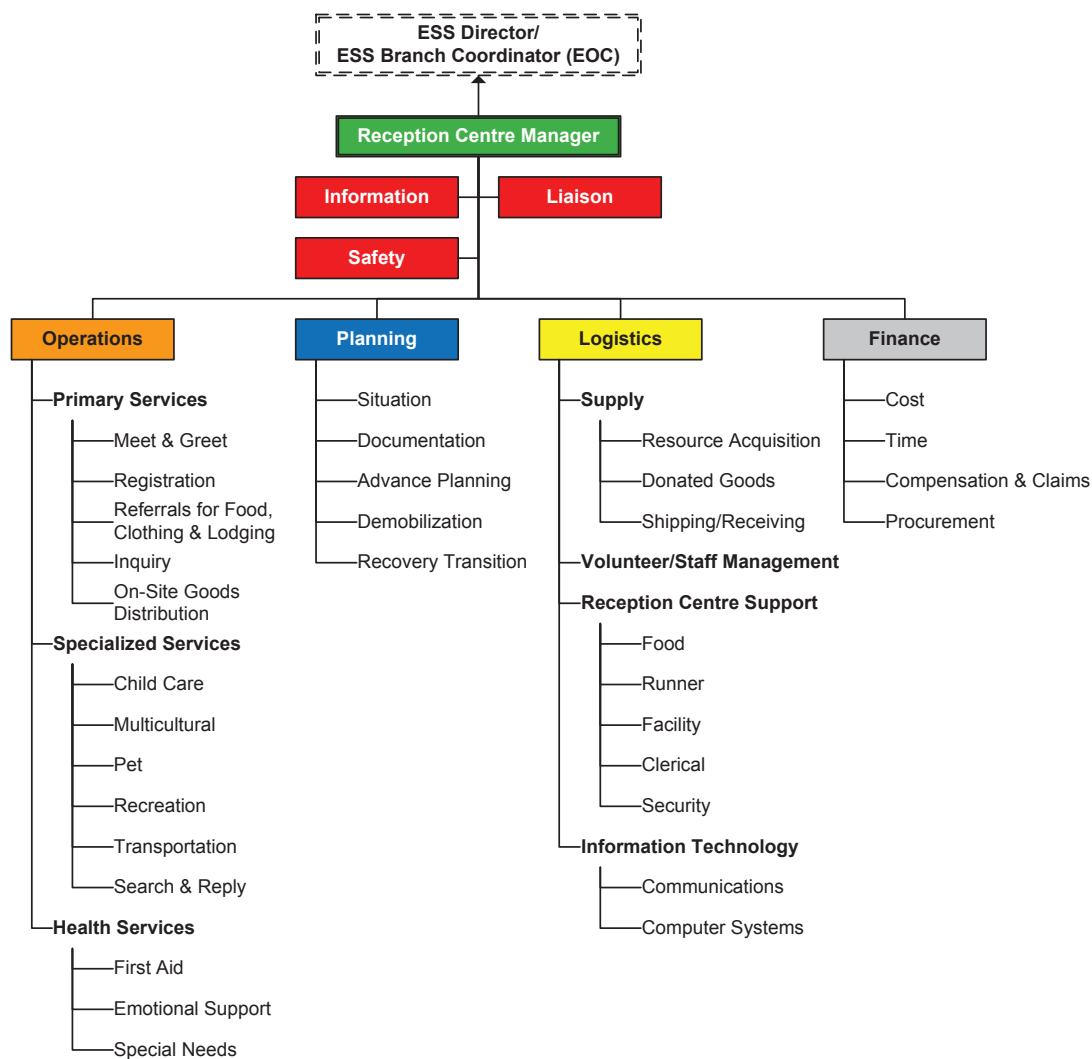 ESS Director/
ESS Branch Coordinator (EOC)
Reception Centre Manager
Information
Liaison
Safety
Operations
Planning
Logistics
Finance
Primary Services
Meet & Greet
Registration
Referrals for Food,
Clothing & Lodging
Inquiry
On-Site Goods
Distribution
Specialized Services
Child Care
Multicultural
Pet
Recreation
Transportation
Search & Reply
Health Services
First Aid
Emotional Support
Special Needs
Situation
Documentation
Advance Planning
Demobilization
Recovery Transition
Supply
Resource Acquisition
Donated Goods
Shipping/Receiving
Volunteer/Staff Management
Reception Centre Support
Food
Runner
Facility
Clerical
Security
Information Technology
Communications
Computer Systems
Cost
Time
Compensation & Claims
Procurement